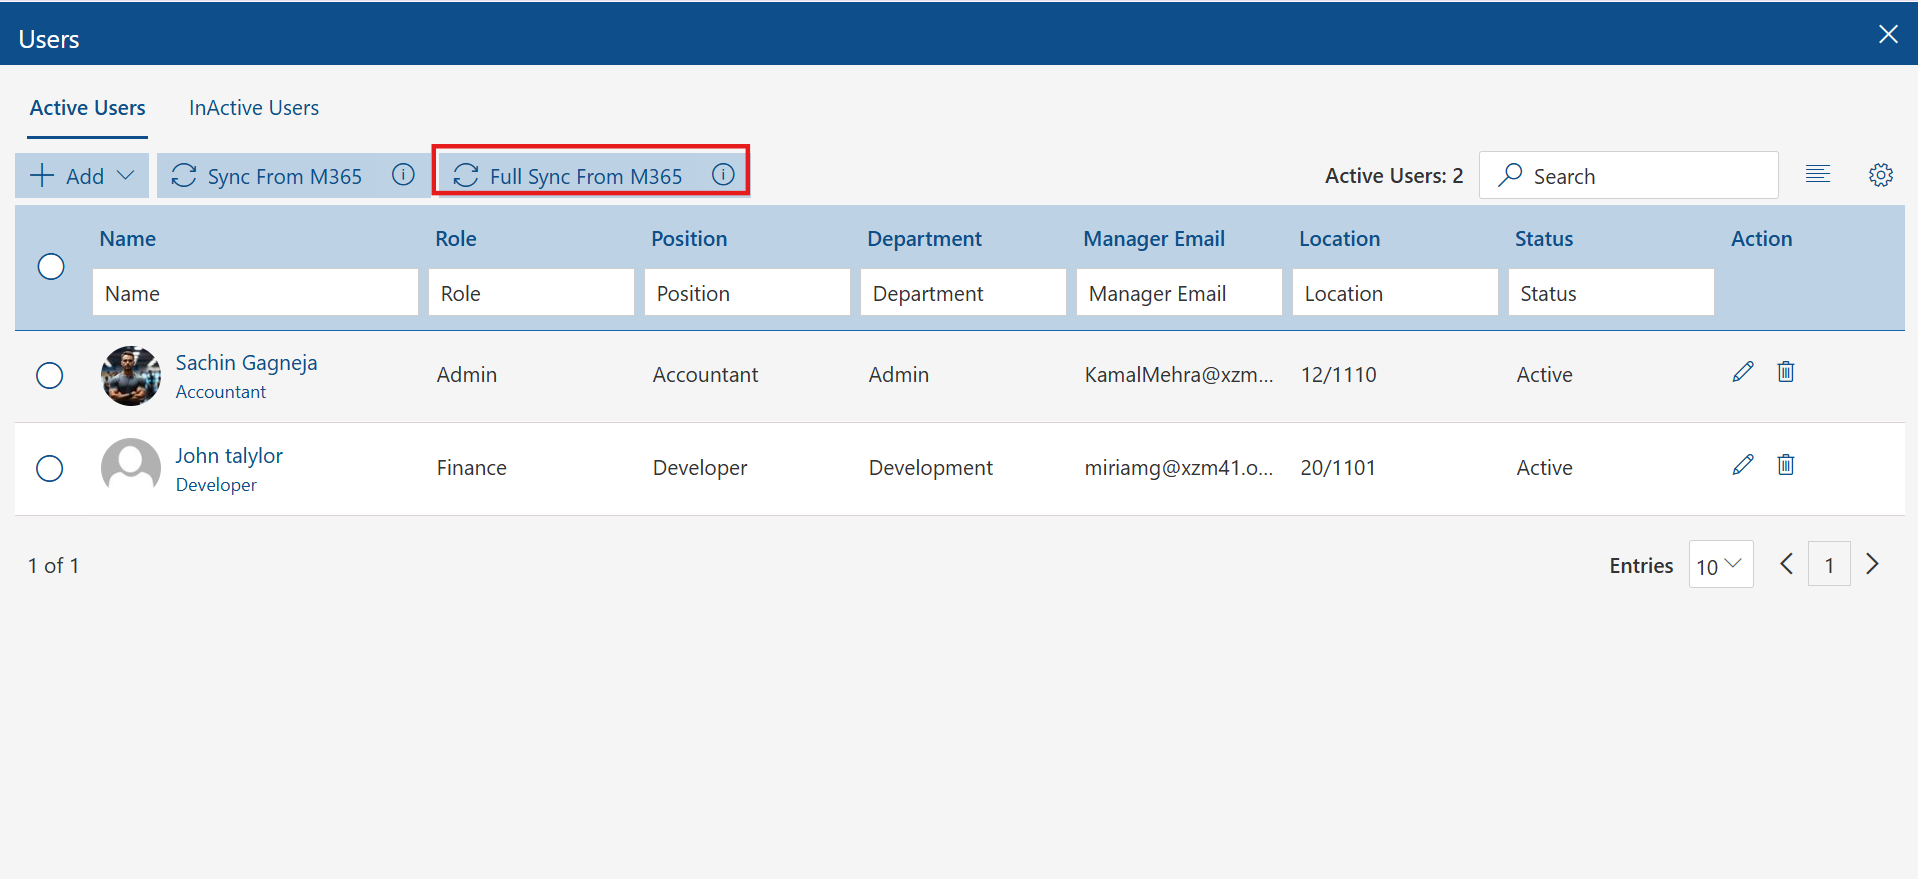 Users
Active Users InActive Users
Add Sync From M365 Full Sync From M365 Active Users: 2 Search
Name Role Position Department Manager Email Location Status Action
Name Role Position Department Manager Email Location Status
Sachin Gagneja
Accountant
Admin Accountant Admin KamalMehra@xzm... 12/1110 Active
John talylor
Developer
Finance Developer Development miriamg@xzm41.o... 20/1101 Active
1 of 1 Entries 10 1